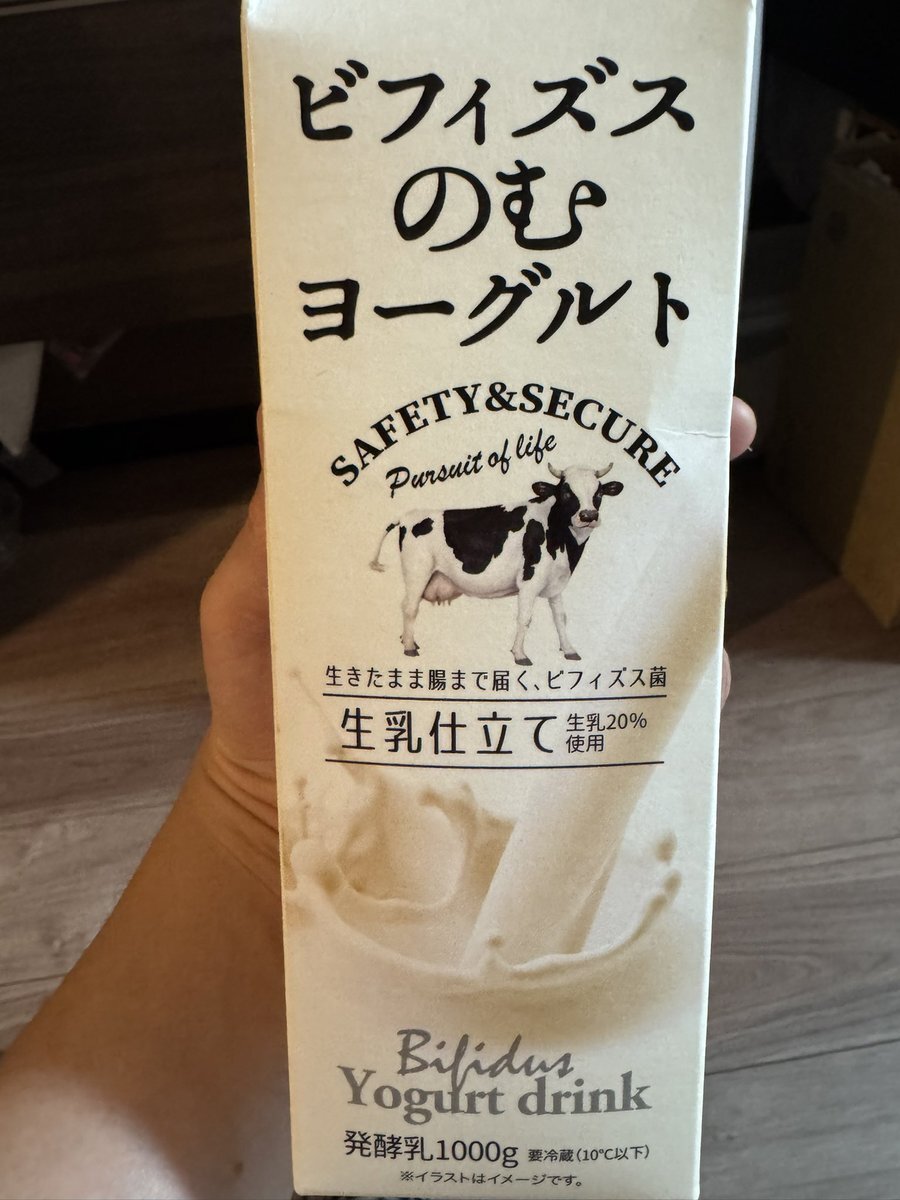 ビフィズス
のむ
ヨーグルト
SAFETY&SECURE
Pursuit of life
生きたまま腸まで届く、ビフィズス菌
生乳仕立て 生乳20%
使用
Bifidus
Yogurt drink
発酵乳1000g 要冷蔵(10℃以下)
※イラストはイメージです。